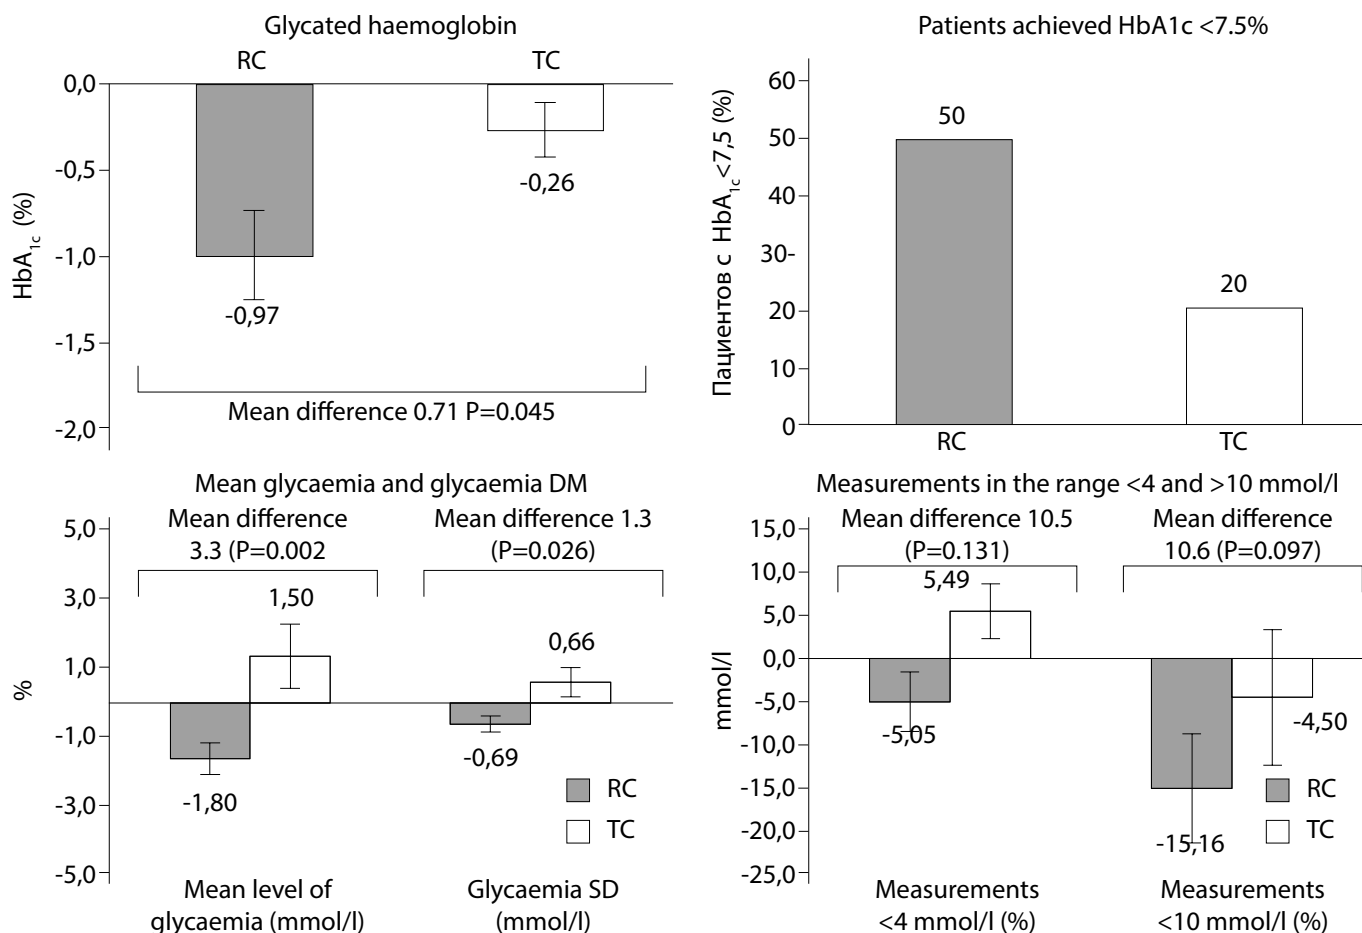 Glycated haemoglobin
RC TC
0,0
-0,5
-1,0
-1,5
-2,0
HbA1c (%)
-0,97
-0,26
Mean difference 0.71 P=0.045
Patients achieved HbA1c <7.5%
60
50
40
30-
20
10
0
Пациентов с HbA1c <7,5 (%)
50
20
RC TC
Mean glycaemia and glycaemia DM
Mean difference
3.3 (P=0.002
Mean difference 1.3
(P=0.026)
5,0
3,0
1,0
-1,0
-3,0
-5,0
%
1,50
-1,80
0,66
-0,69
RC
TC
Mean level of
glycaemia (mmol/l)
Glycaemia SD
(mmol/l)
Measurements in the range <4 and >10 mmol/l
Mean difference 10.5
(P=0.131)
Mean difference
10.6 (P=0.097)
15,0
10,0
5,0
0,0
-5,0
-10,0
-15,0
-20,0
-25,0
mmol/l
5,49
-5,05
-4,50
-15,16
RC
TC
Measurements
<4 mmol/l (%)
Measurements
<10 mmol/l (%)